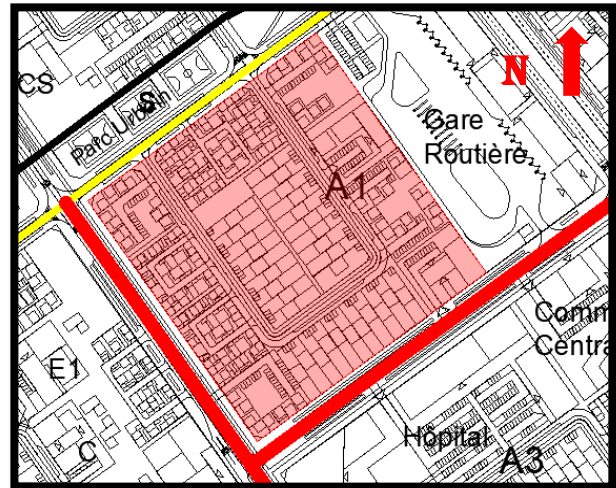 CS
S
Parc Urbain
N
Gare
Routière
A1
E1
C
Hôpital
A3
Comm
Centra